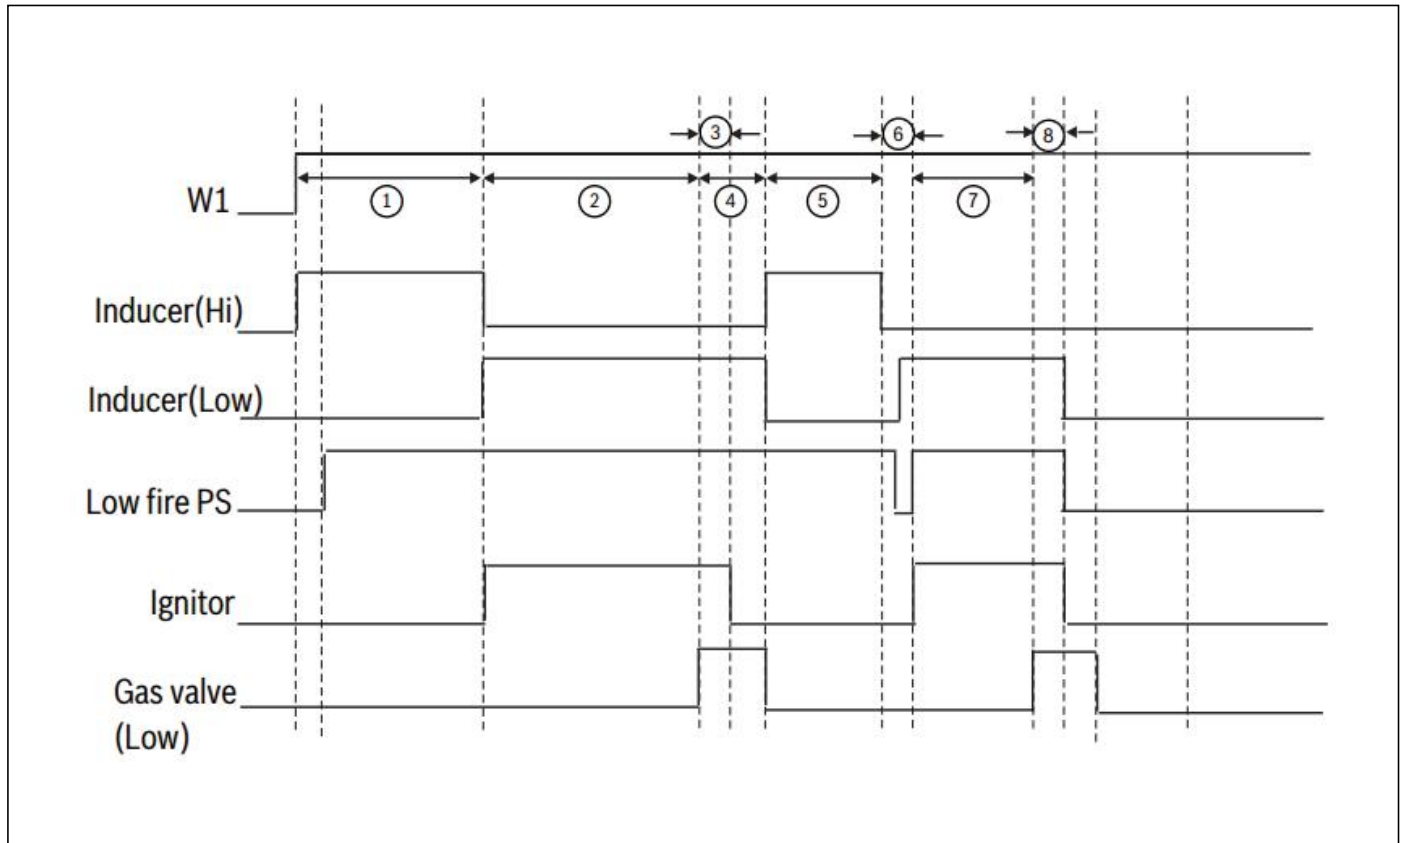 3
6
8
W1
1
2
4
5
7
Inducer(Hi)
Inducer(Low)
Low fire PS
Ignitor
Gas valve
(Low)